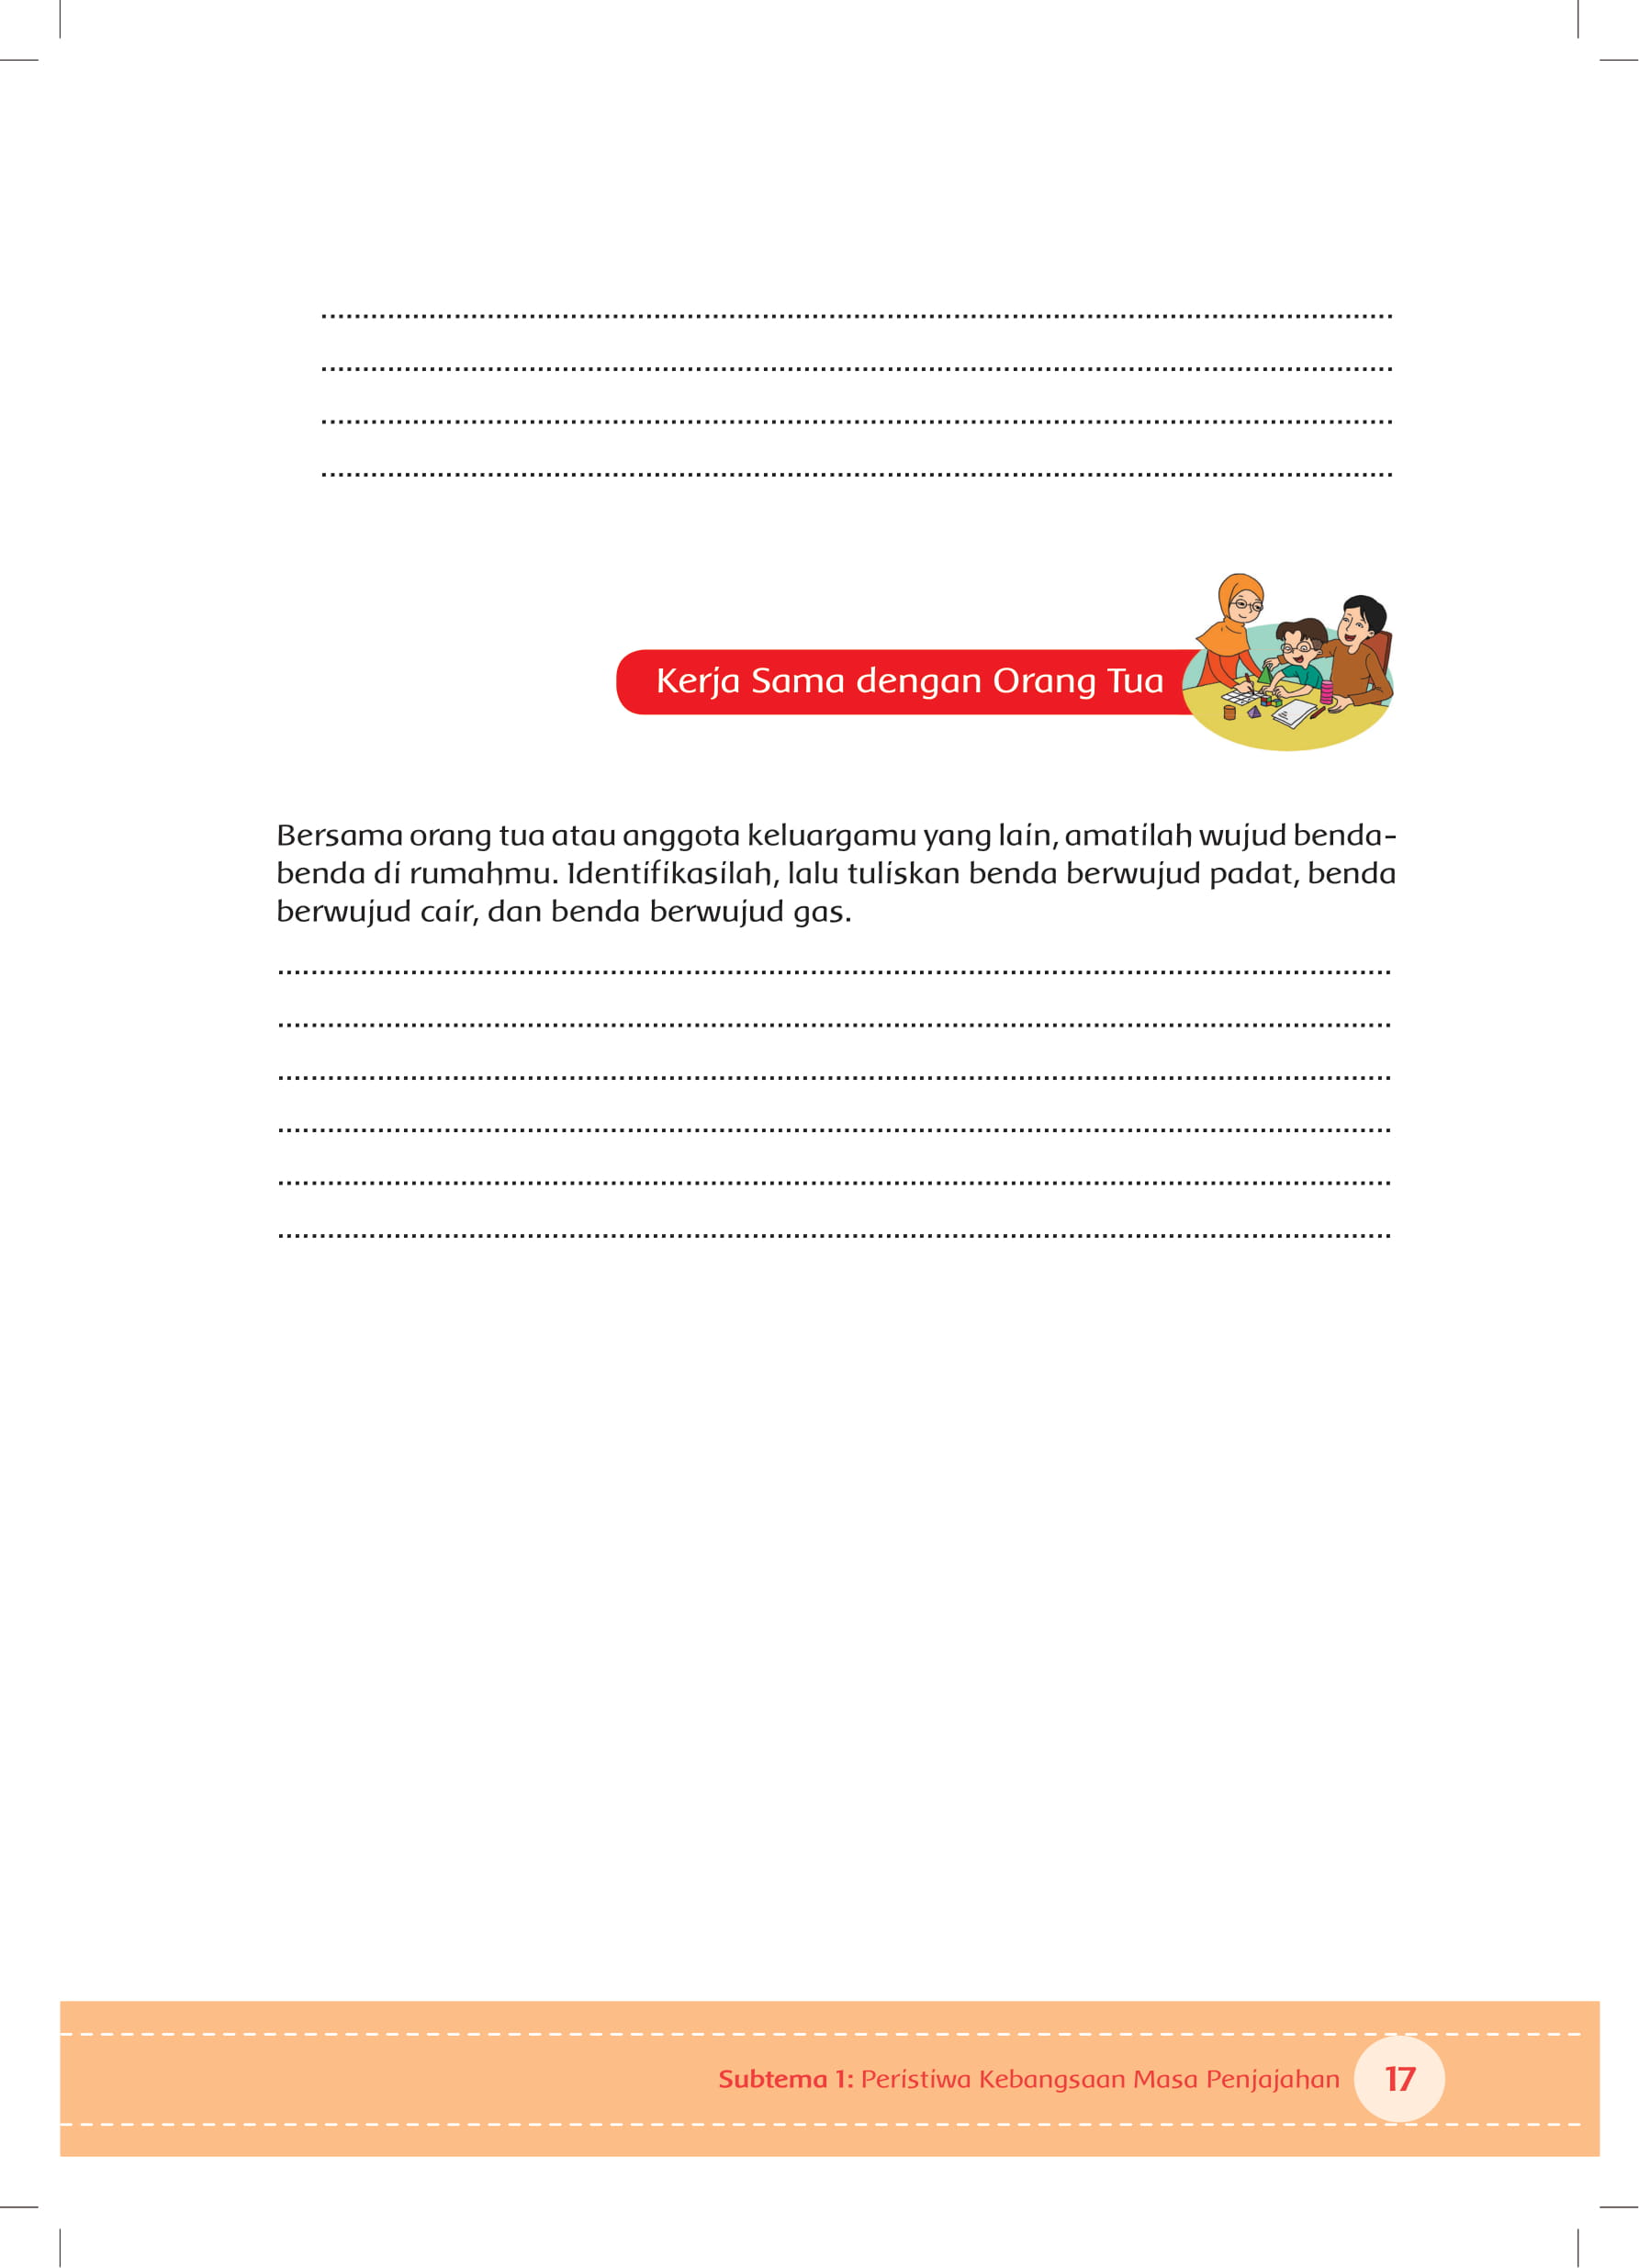 Kerja Sama dengan Orang Tua
Bersama orang tua atau anggota keluargamu yang lain, amatilah wujud benda-
benda di rumahmu. Identifikasilah, lalu tuliskan benda berwujud padat, benda
berwujud cair, dan benda berwujud gas.
Subtema 1: Peristiwa Kebangsaan Masa Penjajahan 17